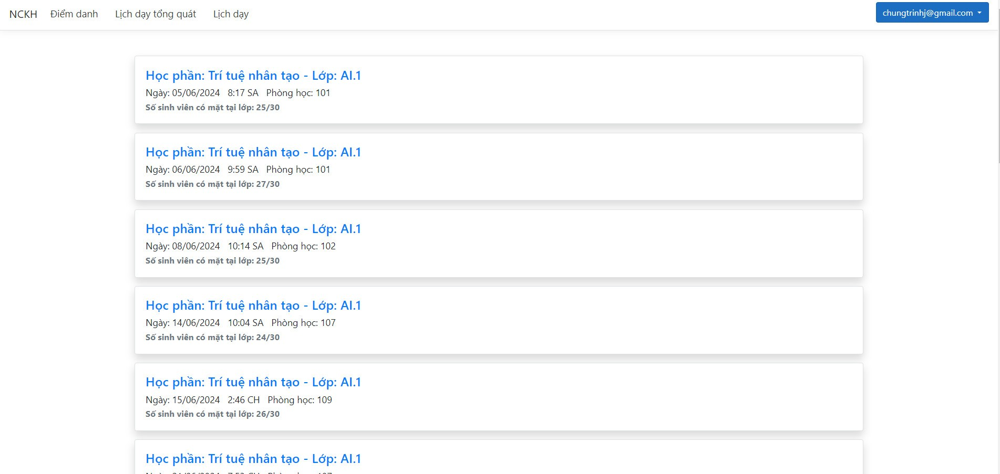 NCKH Điểm danh Lịch dạy tổng quát Lịch dạy chungtrinhj@gmail.com
Học phần: Trí tuệ nhân tạo - Lớp: AI.1
Ngày: 05/06/2024 8:17 SA Phòng học: 101
Số sinh viên có mặt tại lớp: 25/30
Học phần: Trí tuệ nhân tạo - Lớp: AI.1
Ngày: 06/06/2024 9:59 SA Phòng học: 101
Số sinh viên có mặt tại lớp: 27/30
Học phần: Trí tuệ nhân tạo - Lớp: AI.1
Ngày: 08/06/2024 10:14 SA Phòng học: 102
Số sinh viên có mặt tại lớp: 25/30
Học phần: Trí tuệ nhân tạo - Lớp: AI.1
Ngày: 14/06/2024 10:04 SA Phòng học: 107
Số sinh viên có mặt tại lớp: 24/30
Học phần: Trí tuệ nhân tạo - Lớp: AI.1
Ngày: 15/06/2024 2:46 CH Phòng học: 109
Số sinh viên có mặt tại lớp: 26/30
Học phần: Trí tuệ nhân tạo - Lớp: AI.1